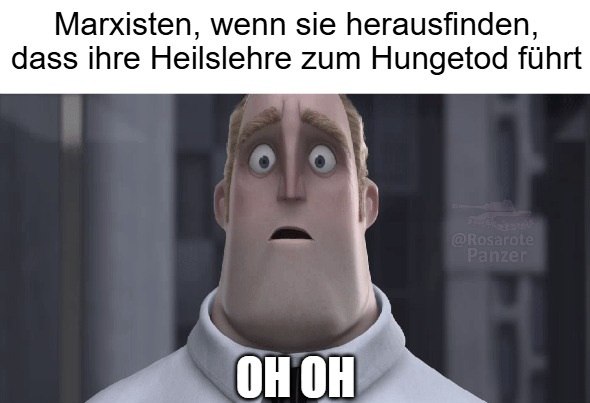 Marxisten, wenn sie herausfinden,
dass ihre Heilslehre zum Hungetod führt
@Rosarote
Panzer
OH OH